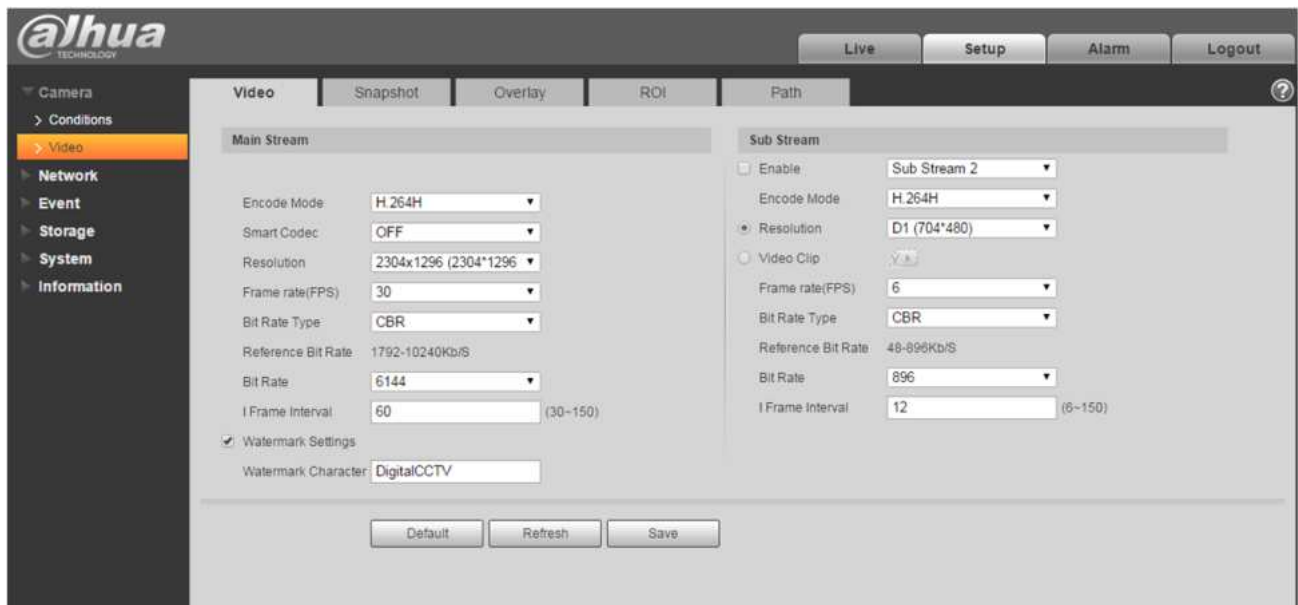 alhua
TECHNOLOGY
Live Setup Alarm Logout
Camera
Conditions
Video
Network
Event
Storage
System
Information
Video Snapshot Overlay ROI Path
Main Stream
Encode Mode H.264H
Smart Codec OFF
Resolution 2304x1296 (2304*1296
Frame rate(FPS) 30
Bit Rate Type CBR
Reference Bit Rate 1792-10240Kb/S
Bit Rate 6144
I Frame Interval 60 (30~150)
Watermark Settings
Watermark Character DigitalCCTV
Sub Stream
Enable Sub Stream 2
Encode Mode H.264H
Resolution D1 (704*480)
Video Clip
Frame rate(FPS) 6
Bit Rate Type CBR
Reference Bit Rate 48-896Kb/S
Bit Rate 896
I Frame Interval 12 (6~150)
Default Refresh Save